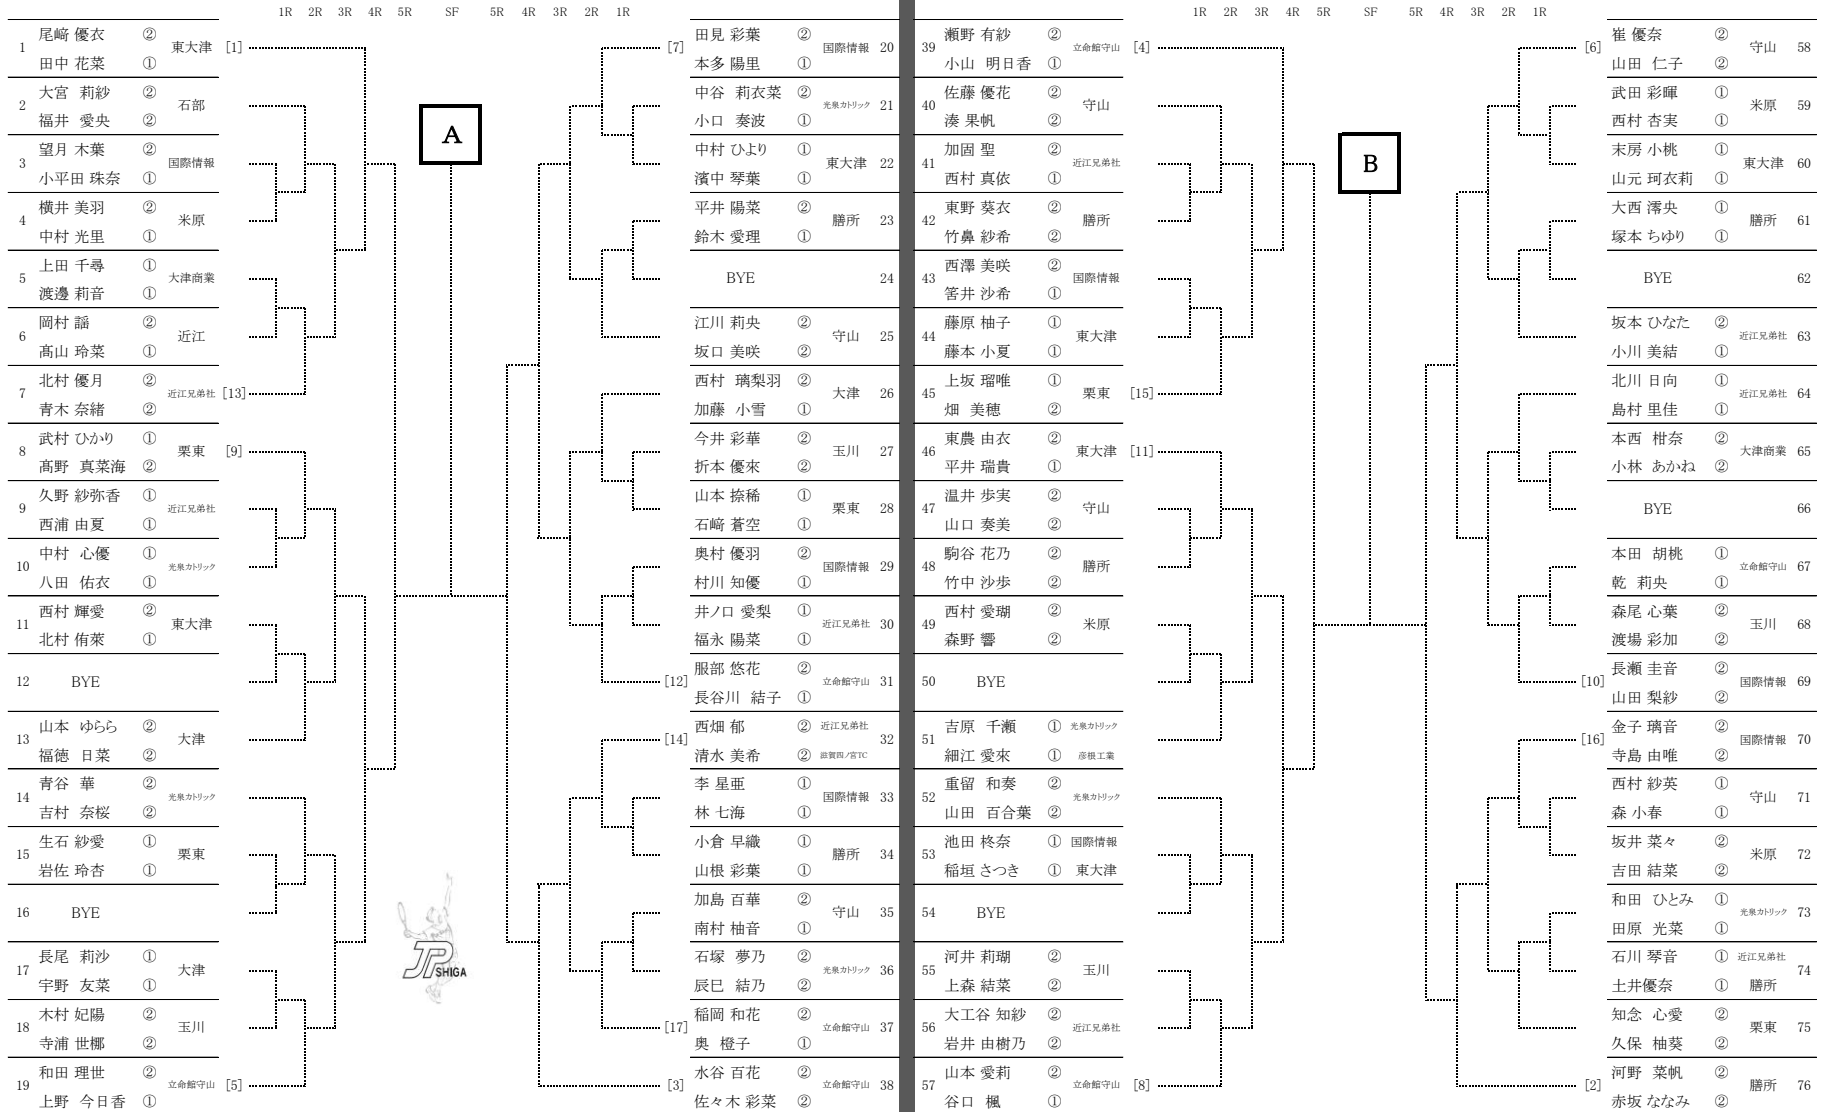 1R 2R 3R 4R 5R SF 5R 4R 3R 2R 1R
1R 2R 3R 4R 5R SF 5R 4R 3R 2R 1R
A
B
1 尾﨑 優衣 ② 東大津 [1]
田中 花菜 ①
2 大宮 莉紗 ② 石部
福井 愛央 ②
3 望月 木葉 ② 国際情報
小平田 珠奈 ①
4 横井 美羽 ② 米原
中村 光里 ①
5 上田 千尋 ① 大津商業
渡邊 莉音 ①
6 岡村 謡 ② 近江
髙山 玲菜 ①
7 北村 優月 ② 近江兄弟社 [13]
青木 奈緒 ②
8 武村 ひかり ① 栗東 [9]
髙野 真菜海 ②
9 久野 紗弥香 ① 近江兄弟社
西浦 由夏 ①
10 中村 心優 ① 光泉カトリック
八田 佑衣 ①
11 西村 輝愛 ② 東大津
北村 侑萊 ①
12 BYE
13 山本 ゆらら ② 大津
福徳 日菜 ②
14 青谷 華 ② 光泉カトリック
吉村 奈桜 ②
15 生石 紗愛 ① 栗東
岩佐 玲杏 ①
16 BYE
17 長尾 莉沙 ① 大津
宇野 友菜 ①
18 木村 妃陽 ② 玉川
寺浦 世梛 ②
19 和田 理世 ② 立命館守山 [5]
上野 今日香 ①
JP SHIGA
[7] 田見 彩葉 ② 国際情報 20
本多 陽里 ①
中谷 莉衣菜 ② 光泉カトリック 21
小口 奏波 ①
中村 ひより ① 東大津 22
濱中 琴葉 ①
平井 陽菜 ② 膳所 23
鈴木 愛理 ①
BYE 24
江川 莉央 ② 守山 25
坂口 美咲 ②
西村 璃梨羽 ② 大津 26
加藤 小雪 ①
今井 彩華 ② 玉川 27
折本 優來 ②
山本 捺稀 ① 栗東 28
石﨑 蒼空 ①
奥村 優羽 ② 国際情報 29
村川 知優 ①
井ノ口 愛梨 ① 近江兄弟社 30
福永 陽菜 ①
[12] 服部 悠花 ② 立命館守山 31
長谷川 結子 ①
[14] 西畑 郁 ② 近江兄弟社 32
清水 美希 ② 滋賀四ノ宮TC
李 星亜 ① 国際情報 33
林 七海 ①
小倉 早織 ① 膳所 34
山根 彩葉 ①
加島 百華 ② 守山 35
南村 柚音 ①
石塚 夢乃 ② 光泉カトリック 36
辰巳 結乃 ②
[17] 稲岡 和花 ② 立命館守山 37
奥 橙子 ①
[3] 水谷 百花 ② 立命館守山 38
佐々木 彩菜 ②
39 瀬野 有紗 ② 立命館守山 [4]
小山 明日香 ①
40 佐藤 優花 ② 守山
湊 果帆 ②
41 加固 聖 ② 近江兄弟社
西村 真依 ①
42 東野 葵衣 ② 膳所
竹鼻 紗希 ②
43 西澤 美咲 ② 国際情報
筈井 沙希 ①
44 藤原 柚子 ① 東大津
藤本 小夏 ①
45 上坂 瑠唯 ① 栗東 [15]
畑 美穂 ②
46 東農 由衣 ② 東大津 [11]
平井 瑞貴 ①
47 温井 歩実 ② 守山
山口 奏美 ②
48 駒谷 花乃 ② 膳所
竹中 沙歩 ②
49 西村 愛瑚 ② 米原
森野 響 ②
50 BYE
51 吉原 千瀬 ① 光泉カトリック
細江 愛來 ① 彦根工業
52 重留 和奏 ② 光泉カトリック
山田 百合葉 ②
53 池田 柊奈 ① 国際情報
稲垣 さつき ① 東大津
54 BYE
55 河井 莉瑚 ② 玉川
上森 結菜 ②
56 大工谷 知紗 ② 近江兄弟社
岩井 由樹乃 ②
57 山本 愛莉 ② 立命館守山 [8]
谷口 楓 ①
[6] 崔 優奈 ② 守山 58
山田 仁子 ②
武田 彩暉 ① 米原 59
西村 杏実 ①
末房 小桃 ① 東大津 60
山元 珂衣莉 ①
大西 澪央 ① 膳所 61
塚本 ちゆり ①
BYE 62
坂本 ひなた ② 近江兄弟社 63
小川 美結 ①
北川 日向 ① 近江兄弟社 64
島村 里佳 ①
本西 柑奈 ② 大津商業 65
小林 あかね ②
BYE 66
本田 胡桃 ① 立命館守山 67
乾 莉央 ①
森尾 心葉 ② 玉川 68
渡場 彩加 ②
[10] 長瀬 圭音 ② 国際情報 69
山田 梨紗 ②
[16] 金子 璃音 ② 国際情報 70
寺島 由唯 ②
西村 紗英 ① 守山 71
森 小春 ①
坂井 菜々 ② 米原 72
吉田 結菜 ②
和田 ひとみ ① 光泉カトリック 73
田原 光菜 ①
石川 琴音 ① 近江兄弟社 74
土井優奈 ① 膳所
知念 心愛 ② 栗東 75
久保 柚葵 ②
[2] 河野 菜帆 ② 膳所 76
赤坂 ななみ ②